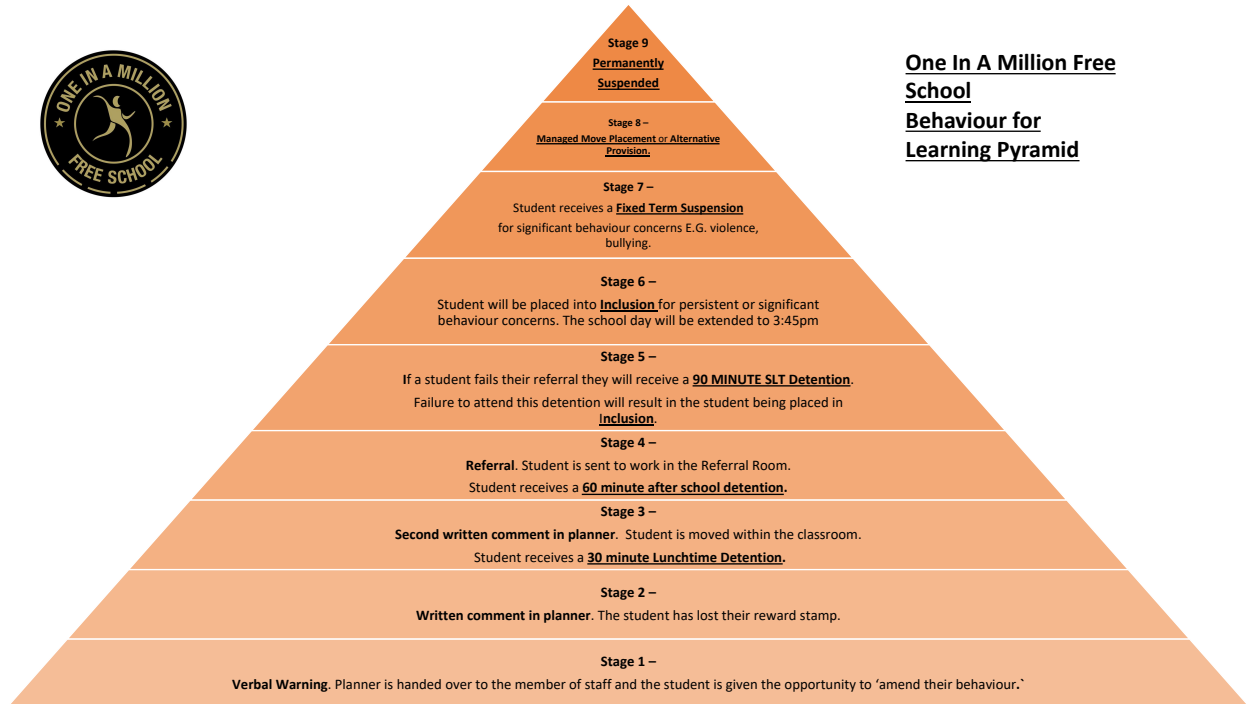 ONE IN A MILLION
FREE SCHOOL
One In A Million Free
School
Behaviour for
Learning Pyramid
Stage 9
Permanently
Suspended
Stage 8 –
Managed Move Placement or Alternative
Provision.
Stage 7 –
Student receives a Fixed Term Suspension
for significant behaviour concerns E.G. violence,
bullying.
Stage 6 –
Student will be placed into Inclusion for persistent or significant
behaviour concerns. The school day will be extended to 3:45pm
Stage 5 –
If a student fails their referral they will receive a 90 MINUTE SLT Detention.
Failure to attend this detention will result in the student being placed in
Inclusion.
Stage 4 –
Referral. Student is sent to work in the Referral Room.
Student receives a 60 minute after school detention.
Stage 3 –
Second written comment in planner. Student is moved within the classroom.
Student receives a 30 minute Lunchtime Detention.
Stage 2 –
Written comment in planner. The student has lost their reward stamp.
Stage 1 –
Verbal Warning. Planner is handed over to the member of staff and the student is given the opportunity to ‘amend their behaviour.`